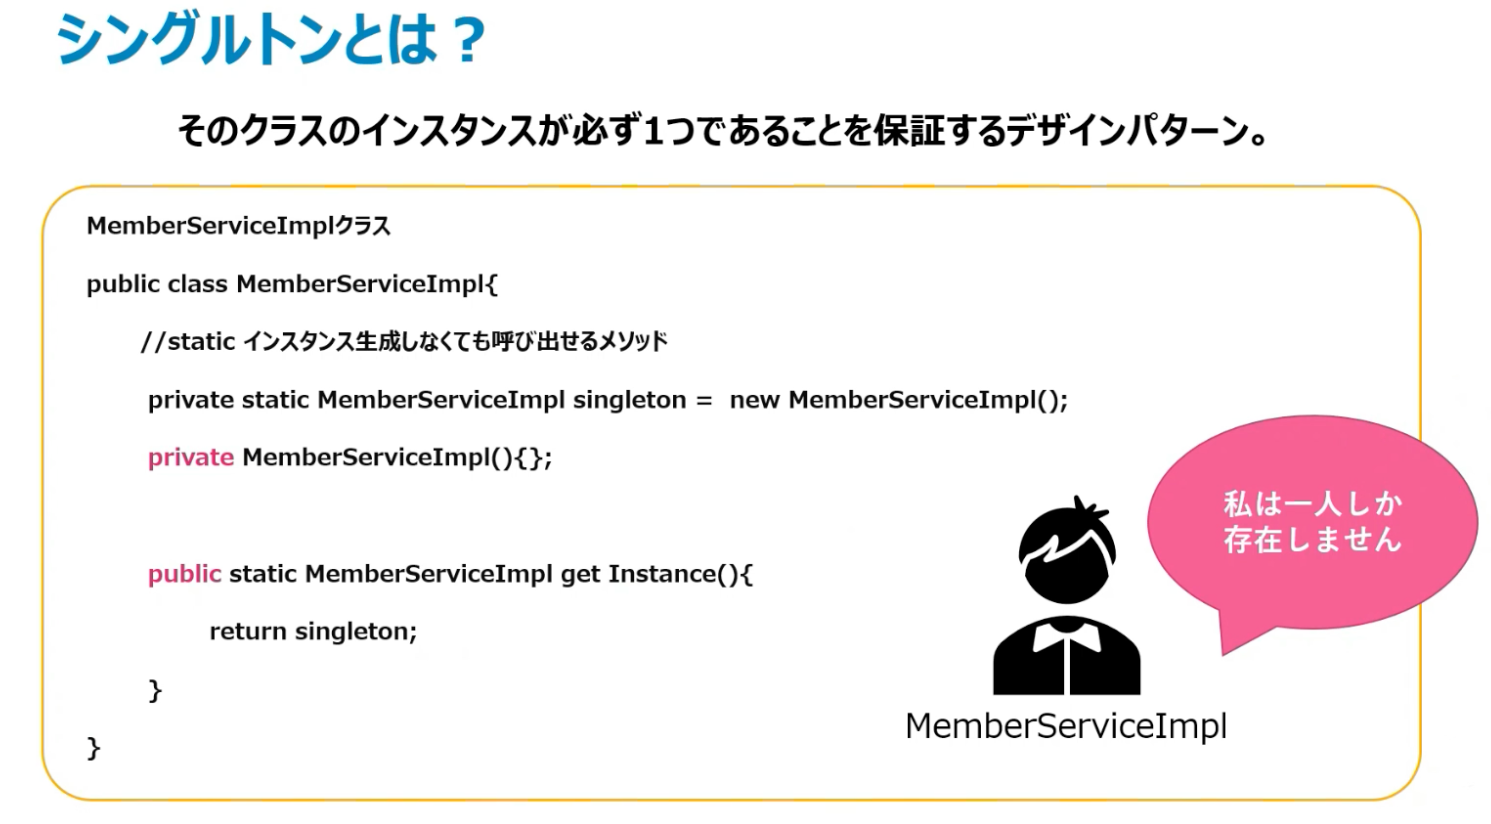 シングルトンとは？
そのクラスのインスタンスが必ず1つであることを保証するデザインパターン。
MemberServiceImplクラス
public class MemberServiceImpl{
//static インスタンス生成しなくても呼び出せるメソッド
private static MemberServiceImpl singleton = new MemberServiceImpl();
private MemberServiceImpl(){};
public static MemberServiceImpl get Instance(){
return singleton;
}
}
私は一人しか
存在しません
MemberServiceImpl